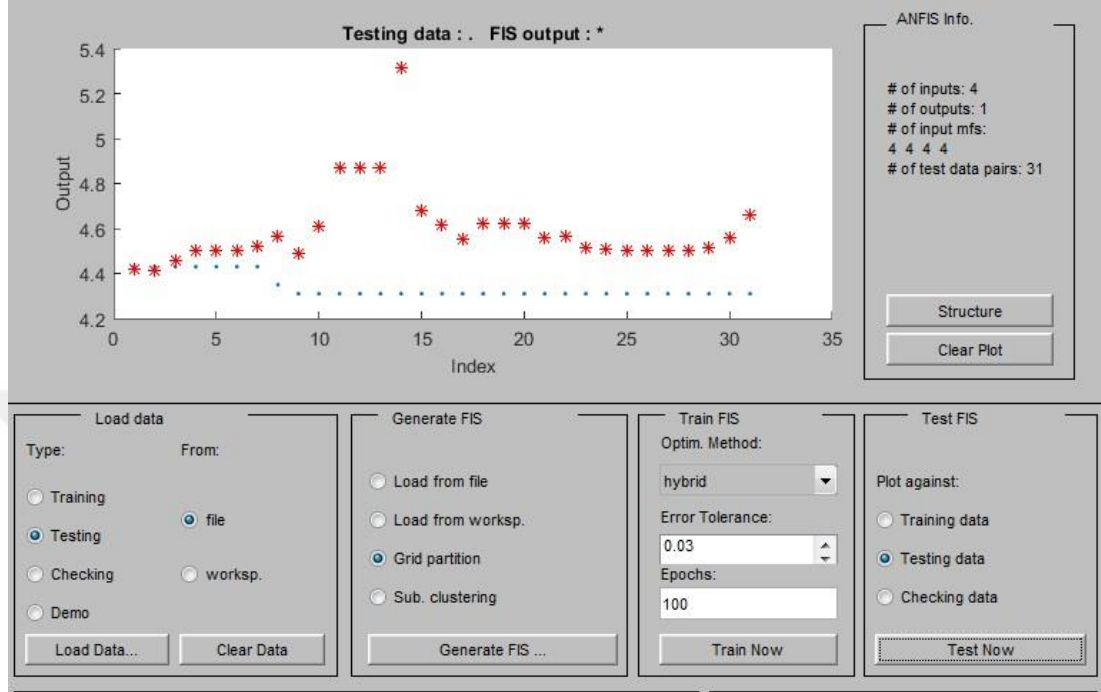 Testing data : .   FIS output : *
5.4
5.2
5
4.8
4.6
4.4
4.2
Output
0 5 10 15 20 25 30 35
Index
ANFIS Info.
# of inputs: 4
# of outputs: 1
# of input mfs:
4 4 4 4
# of test data pairs: 31
Structure
Clear Plot
Load data
Type:
From:
Training
Testing
Checking
Demo
file
worksp.
Load Data...
Clear Data
Generate FIS
Load from file
Load from worksp.
Grid partition
Sub. clustering
Generate FIS ...
Train FIS
Optim. Method:
hybrid
Error Tolerance:
0.03
Epochs:
100
Train Now
Test FIS
Plot against:
Training data
Testing data
Checking data
Test Now